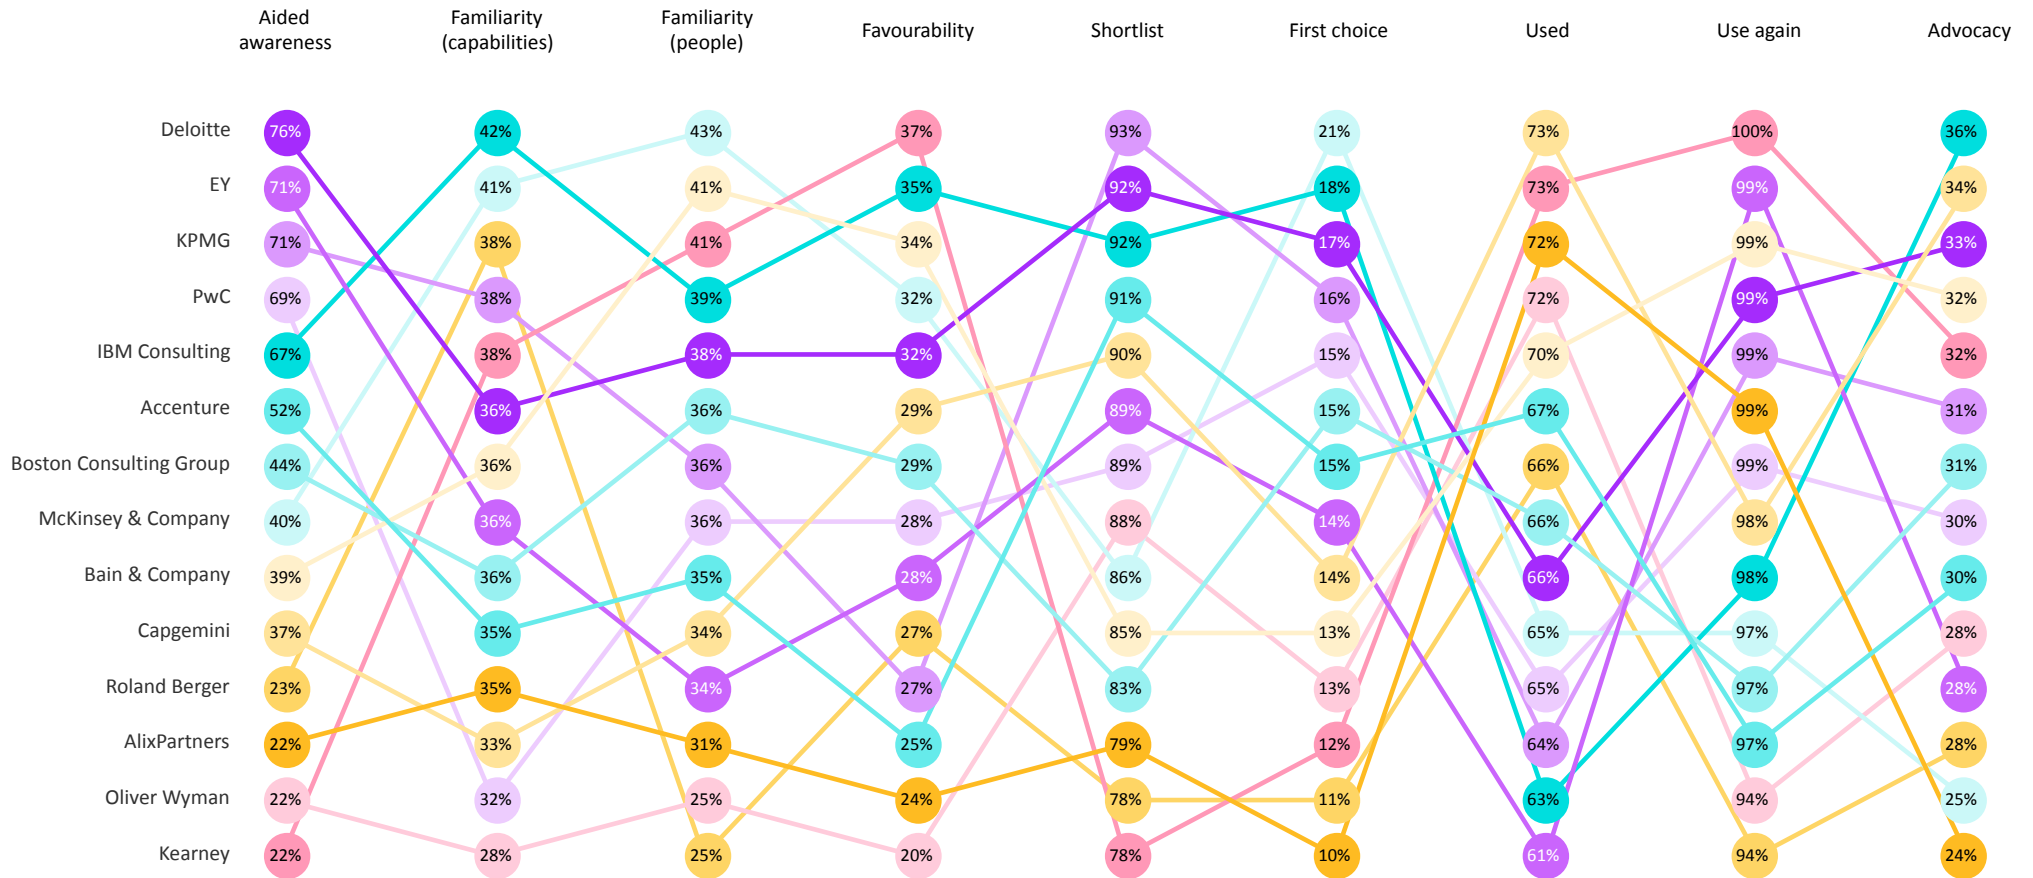 Aided awareness
Familiarity (capabilities)
Familiarity (people)
Favourability
Shortlist
First choice
Used
Use again
Advocacy
Deloitte 76% 42% 43% 37% 93% 21% 73% 100% 36%
EY 71% 41% 41% 35% 92% 18% 73% 99% 34%
KPMG 71% 38% 41% 34% 92% 17% 72% 99% 33%
PwC 69% 38% 39% 32% 91% 16% 72% 99% 32%
IBM Consulting 67% 38% 38% 32% 90% 15% 70% 99% 32%
Accenture 52% 36% 36% 29% 89% 15% 67% 99% 31%
Boston Consulting Group 44% 36% 36% 29% 89% 15% 66% 99% 31%
McKinsey & Company 40% 36% 36% 28% 88% 14% 66% 98% 30%
Bain & Company 39% 36% 35% 28% 86% 14% 66% 98% 30%
Capgemini 37% 35% 34% 27% 85% 13% 65% 97% 28%
Roland Berger 23% 35% 34% 27% 83% 13% 65% 97% 28%
AlixPartners 22% 33% 31% 25% 79% 12% 64% 97% 28%
Oliver Wyman 22% 32% 25% 24% 78% 11% 63% 94% 25%
Kearney 22% 28% 25% 20% 78% 10% 61% 94% 24%